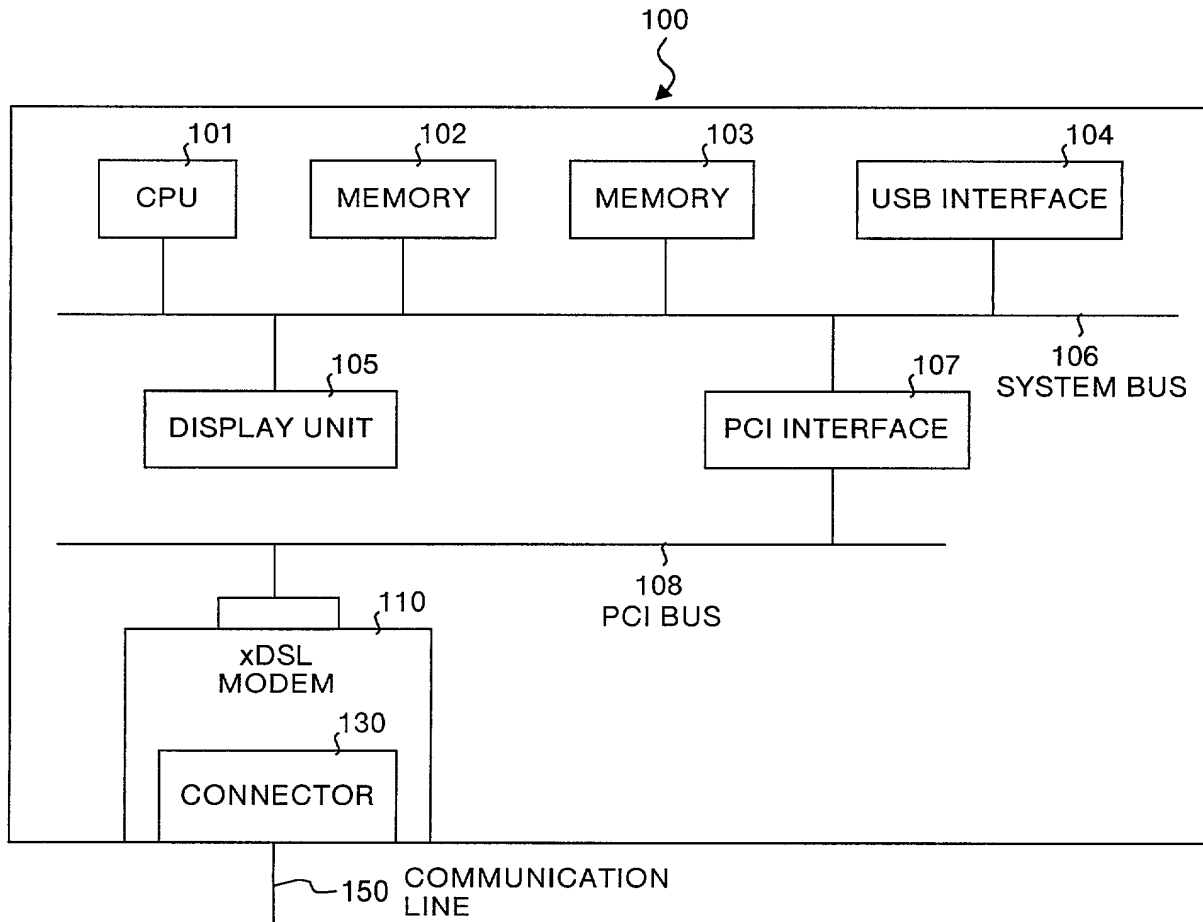 100
101
102
103
104
CPU
MEMORY
MEMORY
USB INTERFACE
105
107
106
SYSTEM BUS
DISPLAY UNIT
PCI INTERFACE
108
PCI BUS
110
xDSL
MODEM
130
CONNECTOR
150
COMMUNICATION
LINE